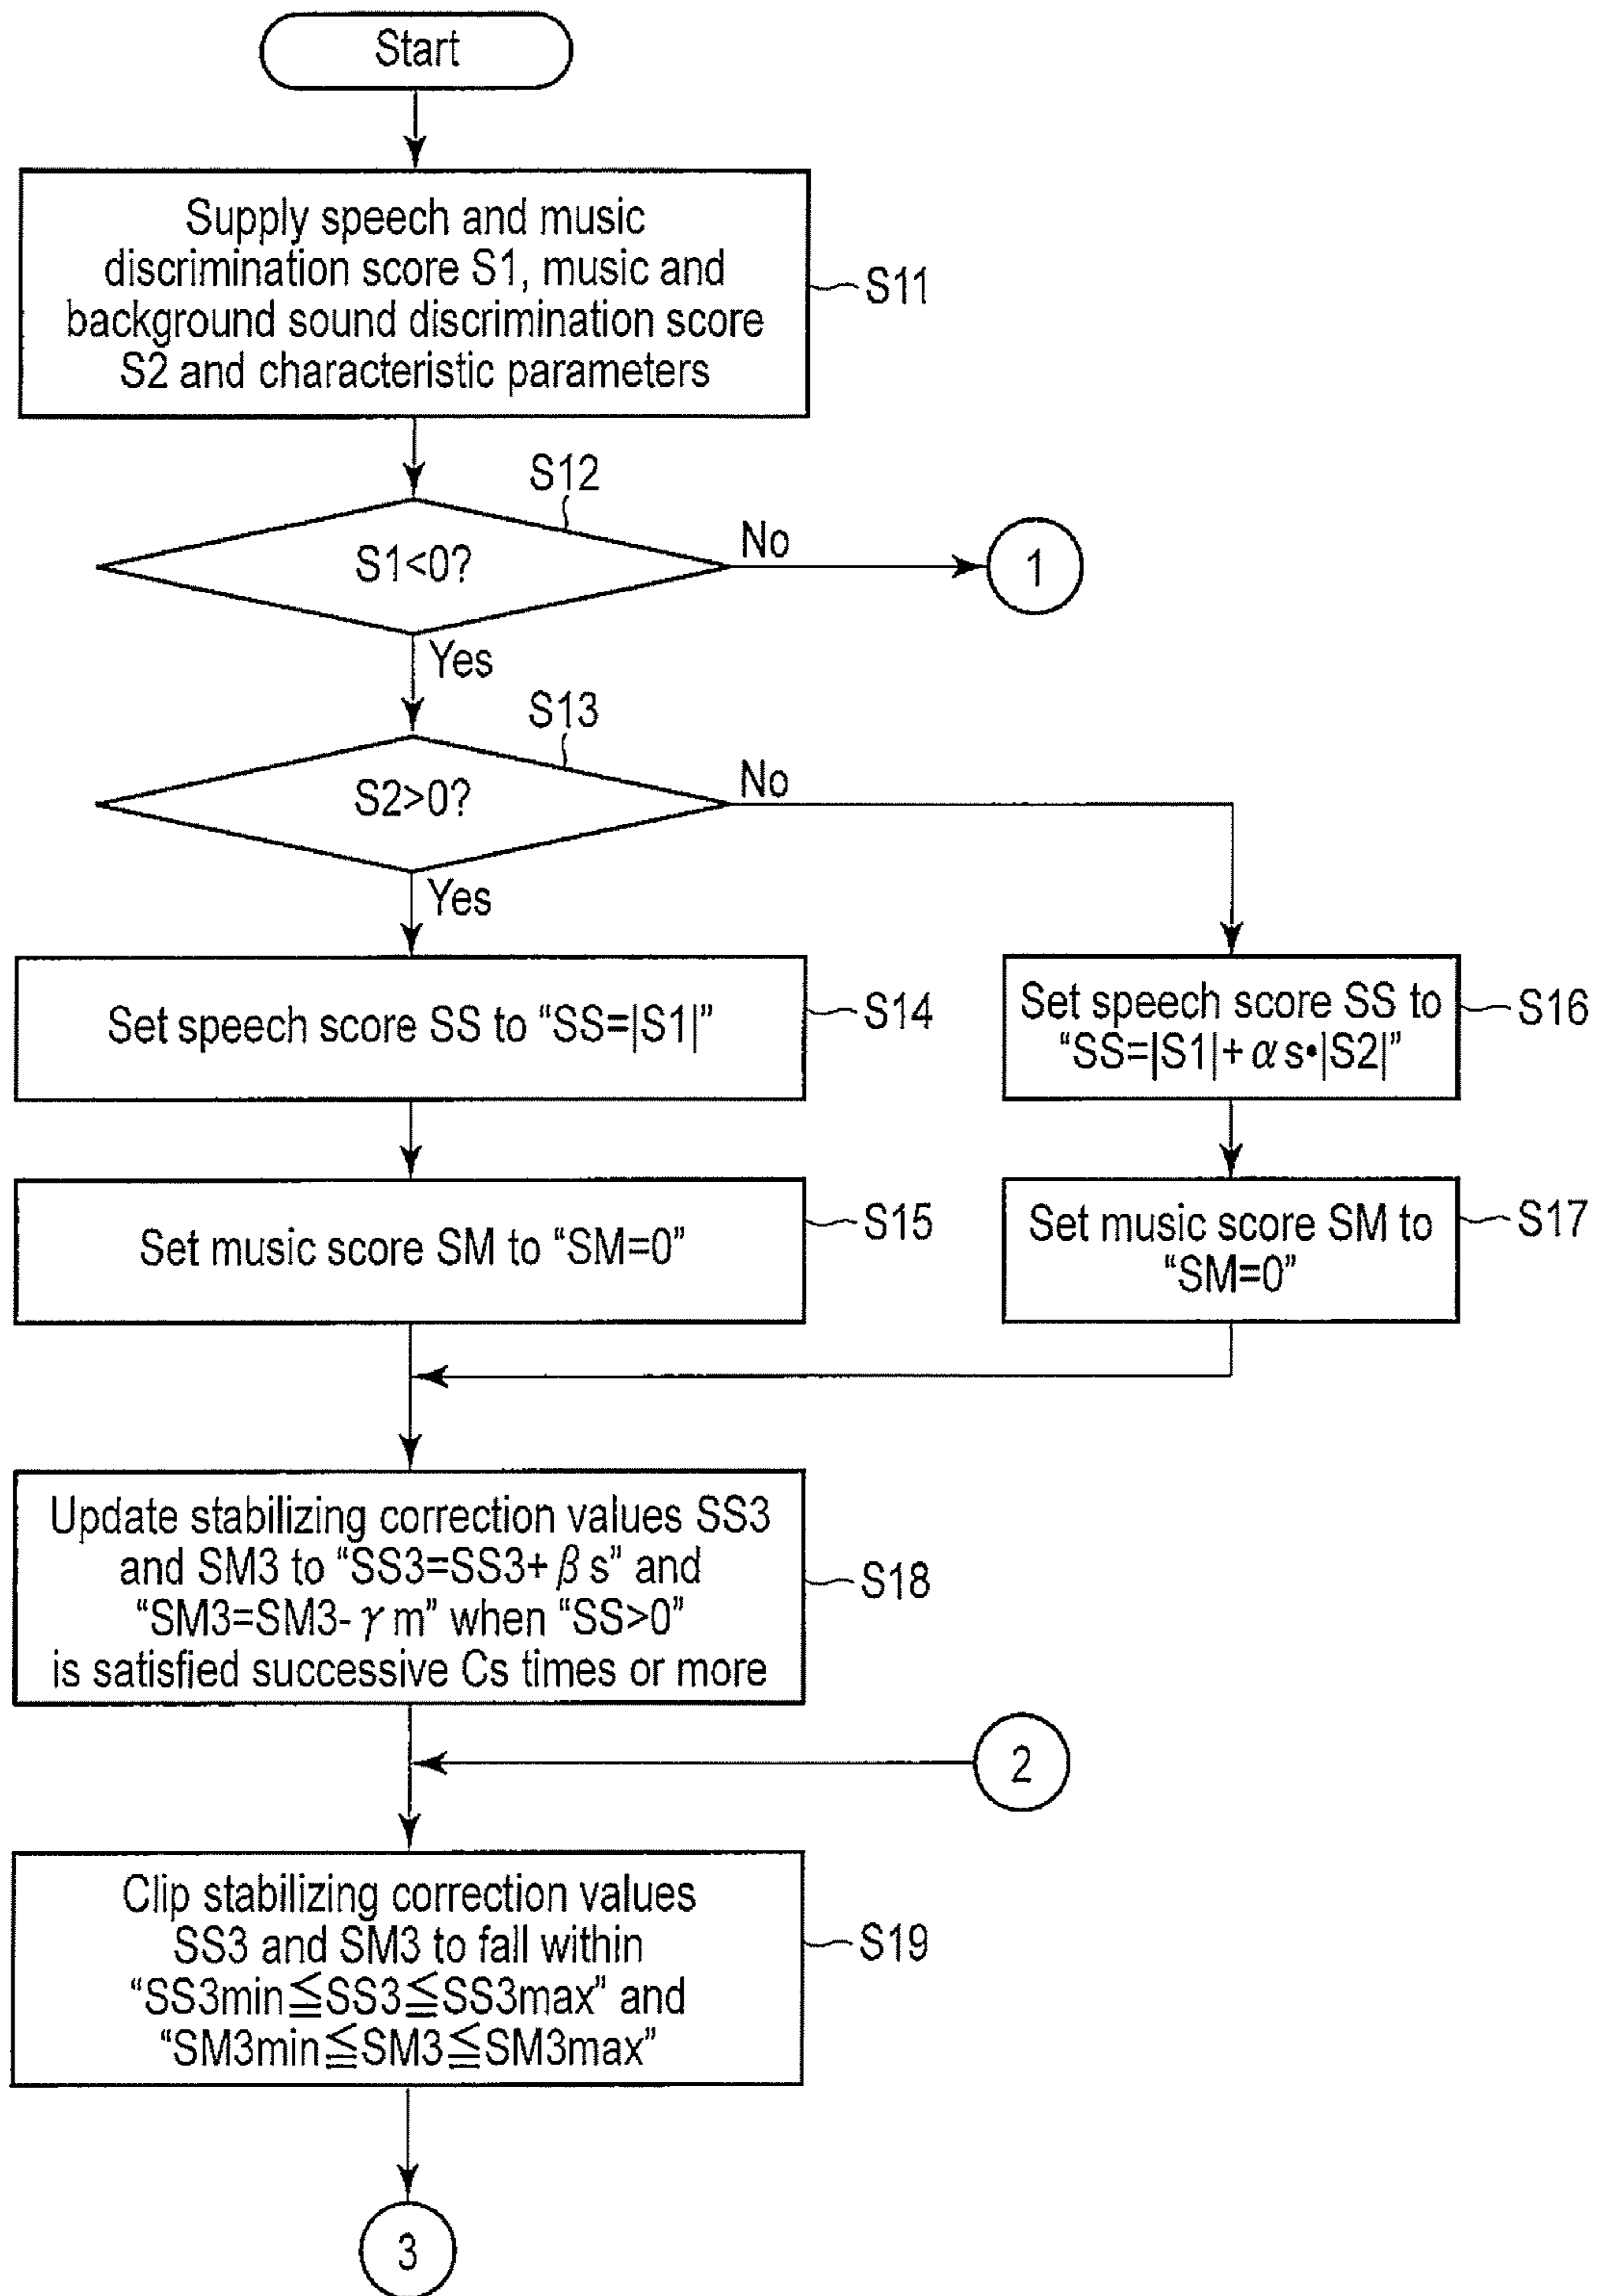 Start
Supply speech and music
discrimination score S1, music and
background sound discrimination score
S2 and characteristic parameters
S11
S12
S1<0?
No
1
Yes
S13
S2>0?
No
Yes
Set speech score SS to “SS=|S1|”
S14
Set speech score SS to
“SS=|S1|+αs•|S2|”
S16
Set music score SM to “SM=0”
S15
Set music score SM to
“SM=0”
S17
Update stabilizing correction values SS3
and SM3 to “SS3=SS3+βs” and
“SM3=SM3-γm” when “SS>0”
is satisfied successive Cs times or more
S18
2
Clip stabilizing correction values
SS3 and SM3 to fall within
“SS3min≦SS3≦SS3max” and
“SM3min≦SM3≦SM3max”
S19
3